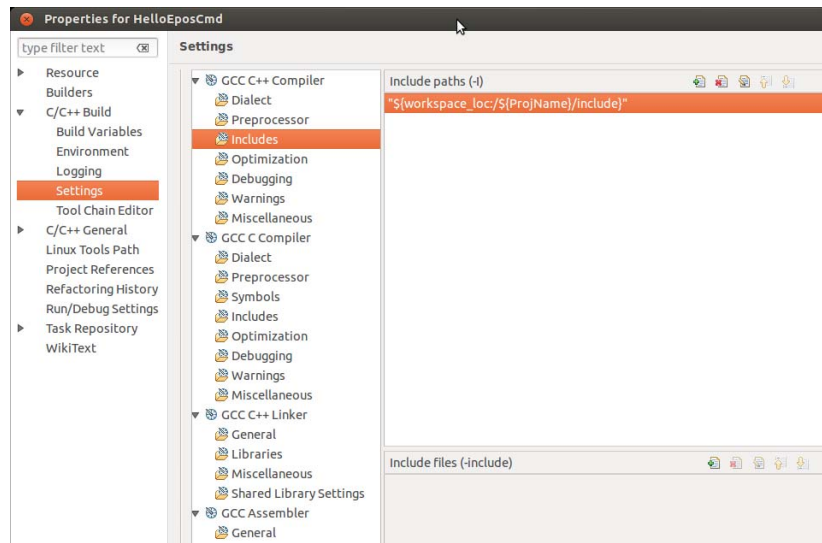 Properties for HelloEposCmd
type filter text
Settings
Resource
Builders
C/C++ Build
Build Variables
Environment
Logging
Settings
Tool Chain Editor
C/C++ General
Linux Tools Path
Project References
Refactoring History
Run/Debug Settings
Task Repository
WikiText
GCC C++ Compiler
Dialect
Preprocessor
Includes
Optimization
Debugging
Warnings
Miscellaneous
GCC C Compiler
Dialect
Preprocessor
Symbols
Includes
Optimization
Debugging
Warnings
Miscellaneous
GCC C++ Linker
General
Libraries
Miscellaneous
Shared Library Settings
GCC Assembler
General
Include paths (-I)
"${workspace_loc:/${ProjName}/include}"
Include files (-include)